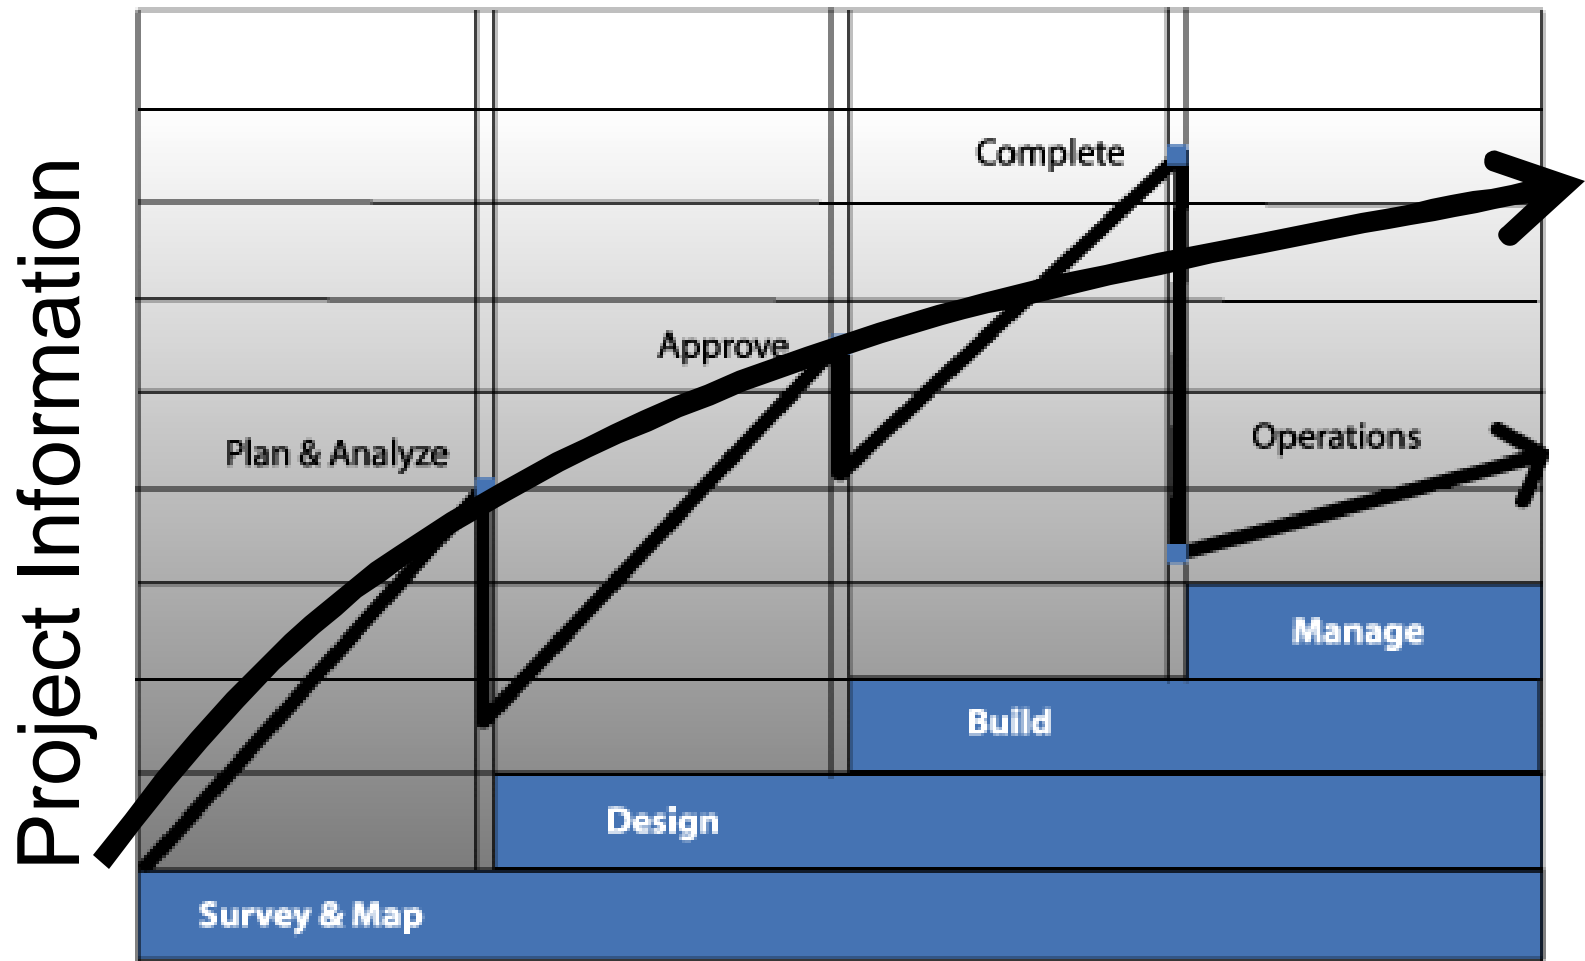 Project Information
Complete
Approve
Plan & Analyze
Operations
Manage
Build
Design
Survey & Map